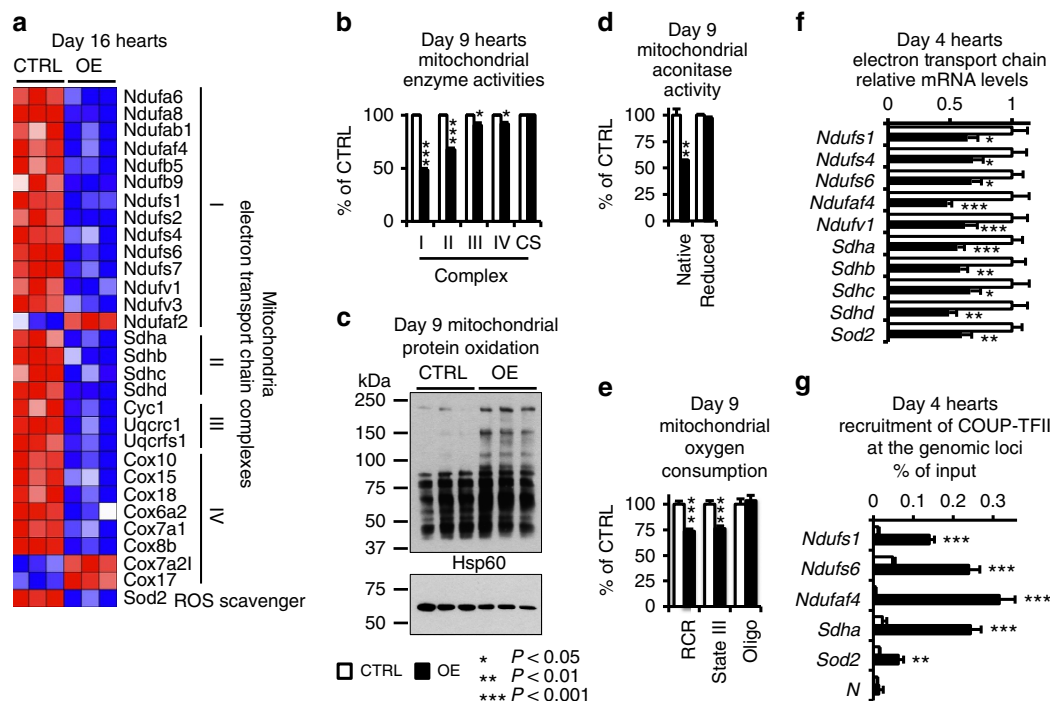 a
Day 16 hearts
CTRL OE
Ndufa6
Ndufa8
Ndufab1
Ndufaf4
Ndufb5
Ndufb9
Ndufs1
Ndufs2
Ndufs4
Ndufs6
Ndufs7
Ndufv1
Ndufv3
Ndufaf2
Sdha
Sdhb
Sdhc
Sdhd
Cyc1
Uqcrc1
Uqcrfs1
Cox10
Cox15
Cox18
Cox6a2
Cox7a1
Cox8b
Cox7a2l
Cox17
Sod2 ROS scavenger
I
II
III
IV
Mitochondria
electron transport chain complexes
b
Day 9 hearts
mitochondrial
enzyme activities
% of CTRL
100
50
0
***
***
*
*
I II III IV CS
Complex
c
Day 9 mitochondrial
protein oxidation
kDa
CTRL OE
250
150
100
75
50
37
Hsp60
75
50
CTRL OE
* P < 0.05
** P < 0.01
*** P < 0.001
d
Day 9
mitochondrial
aconitase
activity
% of CTRL
100
75
50
25
0
**
Native
Reduced
e
Day 9
mitochondrial
oxygen
consumption
% of CTRL
100
75
50
25
0
***
***
RCR
State III
Oligo
f
Day 4 hearts
electron transport chain
relative mRNA levels
0 0.5 1
Ndufs1 *
Ndufs4 *
Ndufs6 *
Ndufaf4 ***
Ndufv1 ***
Sdha ***
Sdhb **
Sdhc *
Sdhd **
Sod2 **
g
Day 4 hearts
recruitment of COUP-TFII
at the genomic loci
% of input
0 0.1 0.2 0.3
Ndufs1 ***
Ndufs6 ***
Ndufaf4 ***
Sdha ***
Sod2 **
N